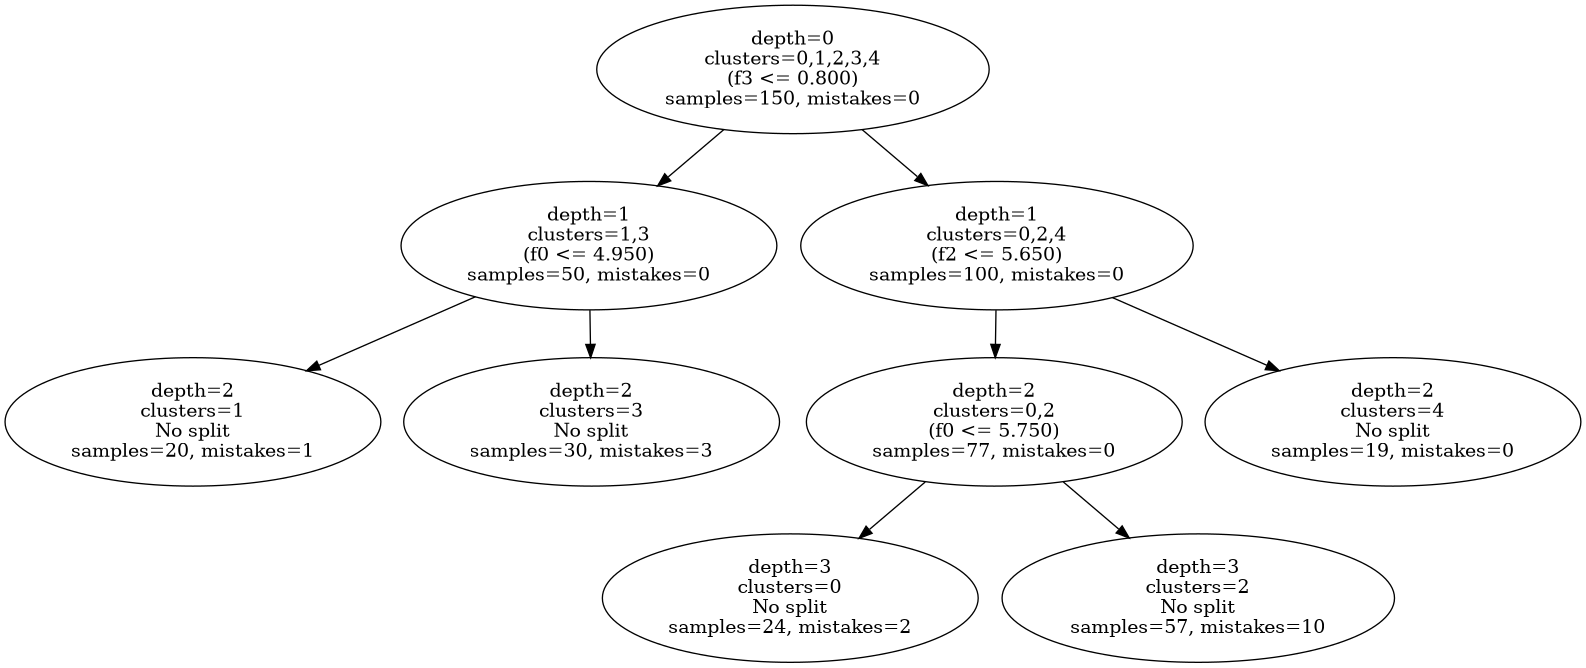 depth=0
clusters=0,1,2,3,4
(f3 <= 0.800)
samples=150, mistakes=0
depth=1
clusters=1,3
(f0 <= 4.950)
samples=50, mistakes=0
depth=1
clusters=0,2,4
(f2 <= 5.650)
samples=100, mistakes=0
depth=2
clusters=1
No split
samples=20, mistakes=1
depth=2
clusters=3
No split
samples=30, mistakes=3
depth=2
clusters=0,2
(f0 <= 5.750)
samples=77, mistakes=0
depth=2
clusters=4
No split
samples=19, mistakes=0
depth=3
clusters=0
No split
samples=24, mistakes=2
depth=3
clusters=2
No split
samples=57, mistakes=10